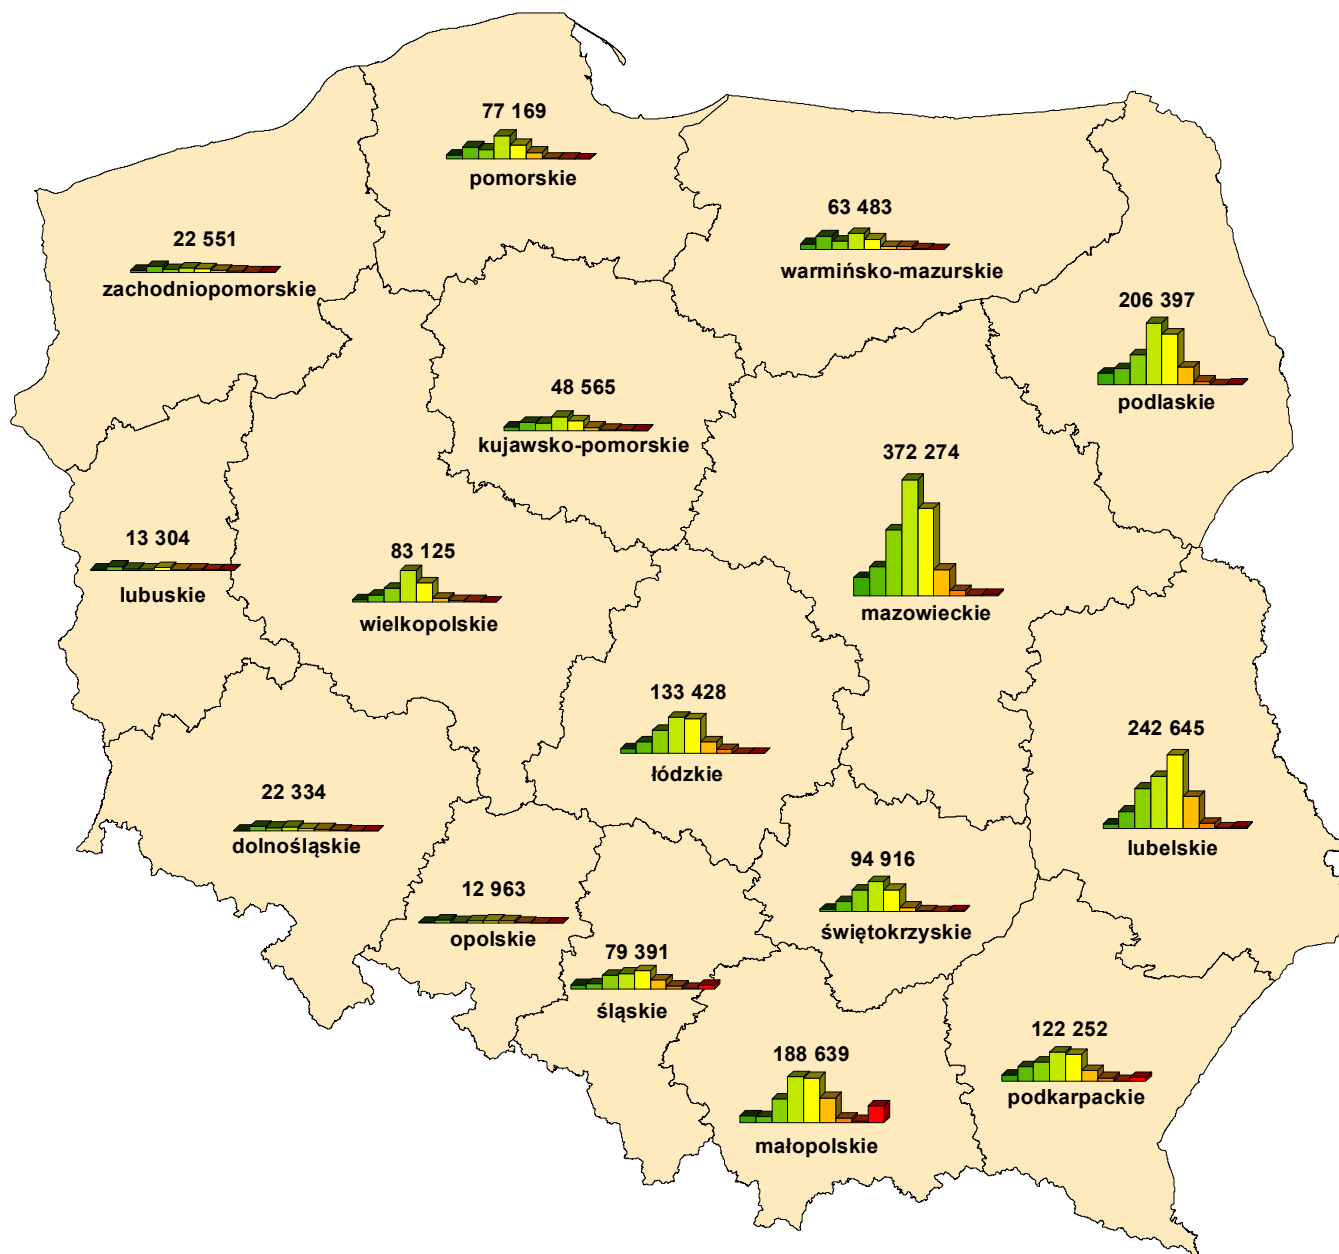 77 169
pomorskie
63 483
warmińsko-mazurskie
22 551
zachodniopomorskie
206 397
podlaskie
48 565
kujawsko-pomorskie
372 274
mazowieckie
13 304
lubuskie
83 125
wielkopolskie
133 428
łódzkie
242 645
lubelskie
22 334
dolnośląskie
94 916
świętokrzyskie
12 963
opolskie
79 391
śląskie
122 252
podkarpackie
188 639
małopolskie